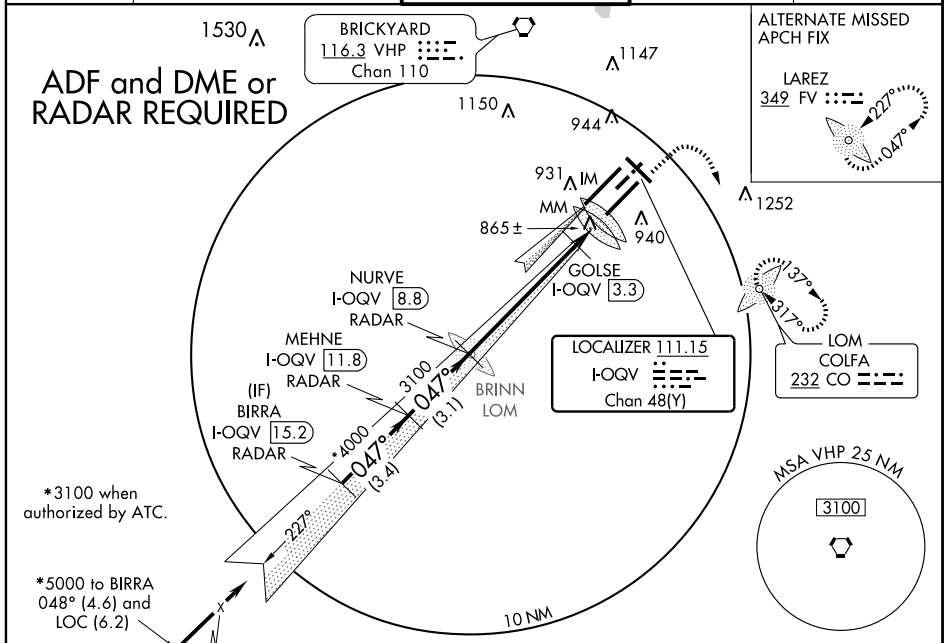 1530
BRICKYARD
116.3 VHP
Chan 110
1147
ALTERNATE MISSED
APCH FIX
LAREZ
349 FV
227°
047°
ADF and DME or
RADAR REQUIRED
1150
944
931
IM
MM
865±
940
1252
GOLSE
I-OQV 3.3
137°
317°
LOM
COLFA
232 CO
NURVE
I-OQV 8.8
RADAR
MEHNE
I-OQV 11.8
RADAR
(IF)
BIRRA
I-OQV 15.2
RADAR
3100
047°
(3.1)
BRINN
LOM
*4000
047°
(3.4)
LOCALIZER 111.15
I-OQV
Chan 48(Y)
227°
*3100 when
authorized by ATC.
*5000 to BIRRA
048° (4.6) and
LOC (6.2)
X
10 NM
MSA VHP 25 NM
3100